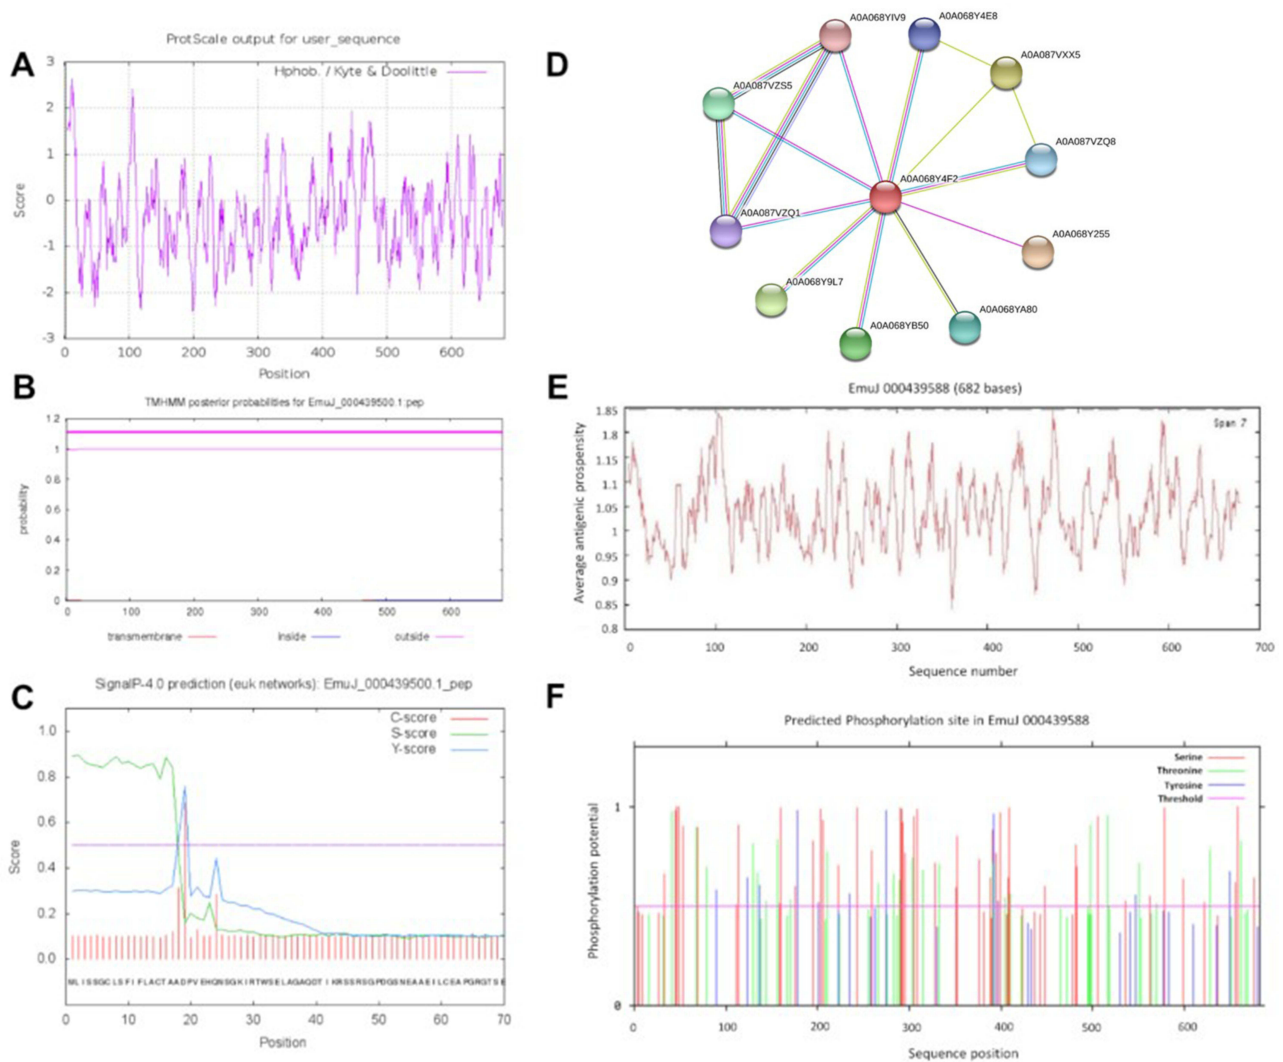 A
ProtScale output for user_sequence
Hphob. / Kyte & Doolittle
Score
3
2
1
0
-1
-2
-3
0 100 200 300 400 500 600
Position
B
TMHMM posterior probabilities for EmuJ_000439500.1:pep
probability
1.2
1
0.8
0.6
0.4
0.2
0
0 100 200 300 400 500 600
transmembrane inside outside
C
SignalP-4.0 prediction (euk networks): EmuJ_000439500.1_pep
C-score
S-score
Y-score
Score
1.0
0.8
0.6
0.4
0.2
0.0
0 10 20 30 40 50 60 70
Position
D
A0A068YIV9
A0A068Y4E8
A0A087VXX5
A0A087VZS5
A0A087VZQ8
A0A068Y4F2
A0A087VZQ1
A0A068Y255
A0A068Y9L7
A0A068YA80
A0A068YB50
E
EmuJ 000439588 (682 bases)
Span 7
Average antigenic prospensity
1.85
1.8
1.15
1.1
1.05
1
0.95
0.9
0.85
0.8
0 100 200 300 400 500 600 700
Sequence number
F
Predicted Phosphorylation site in EmuJ 000439588
Serine
Threonine
Tyrosine
Threshold
Phosphorylation potential
1
0
0 100 200 300 400 500 600
Sequence position